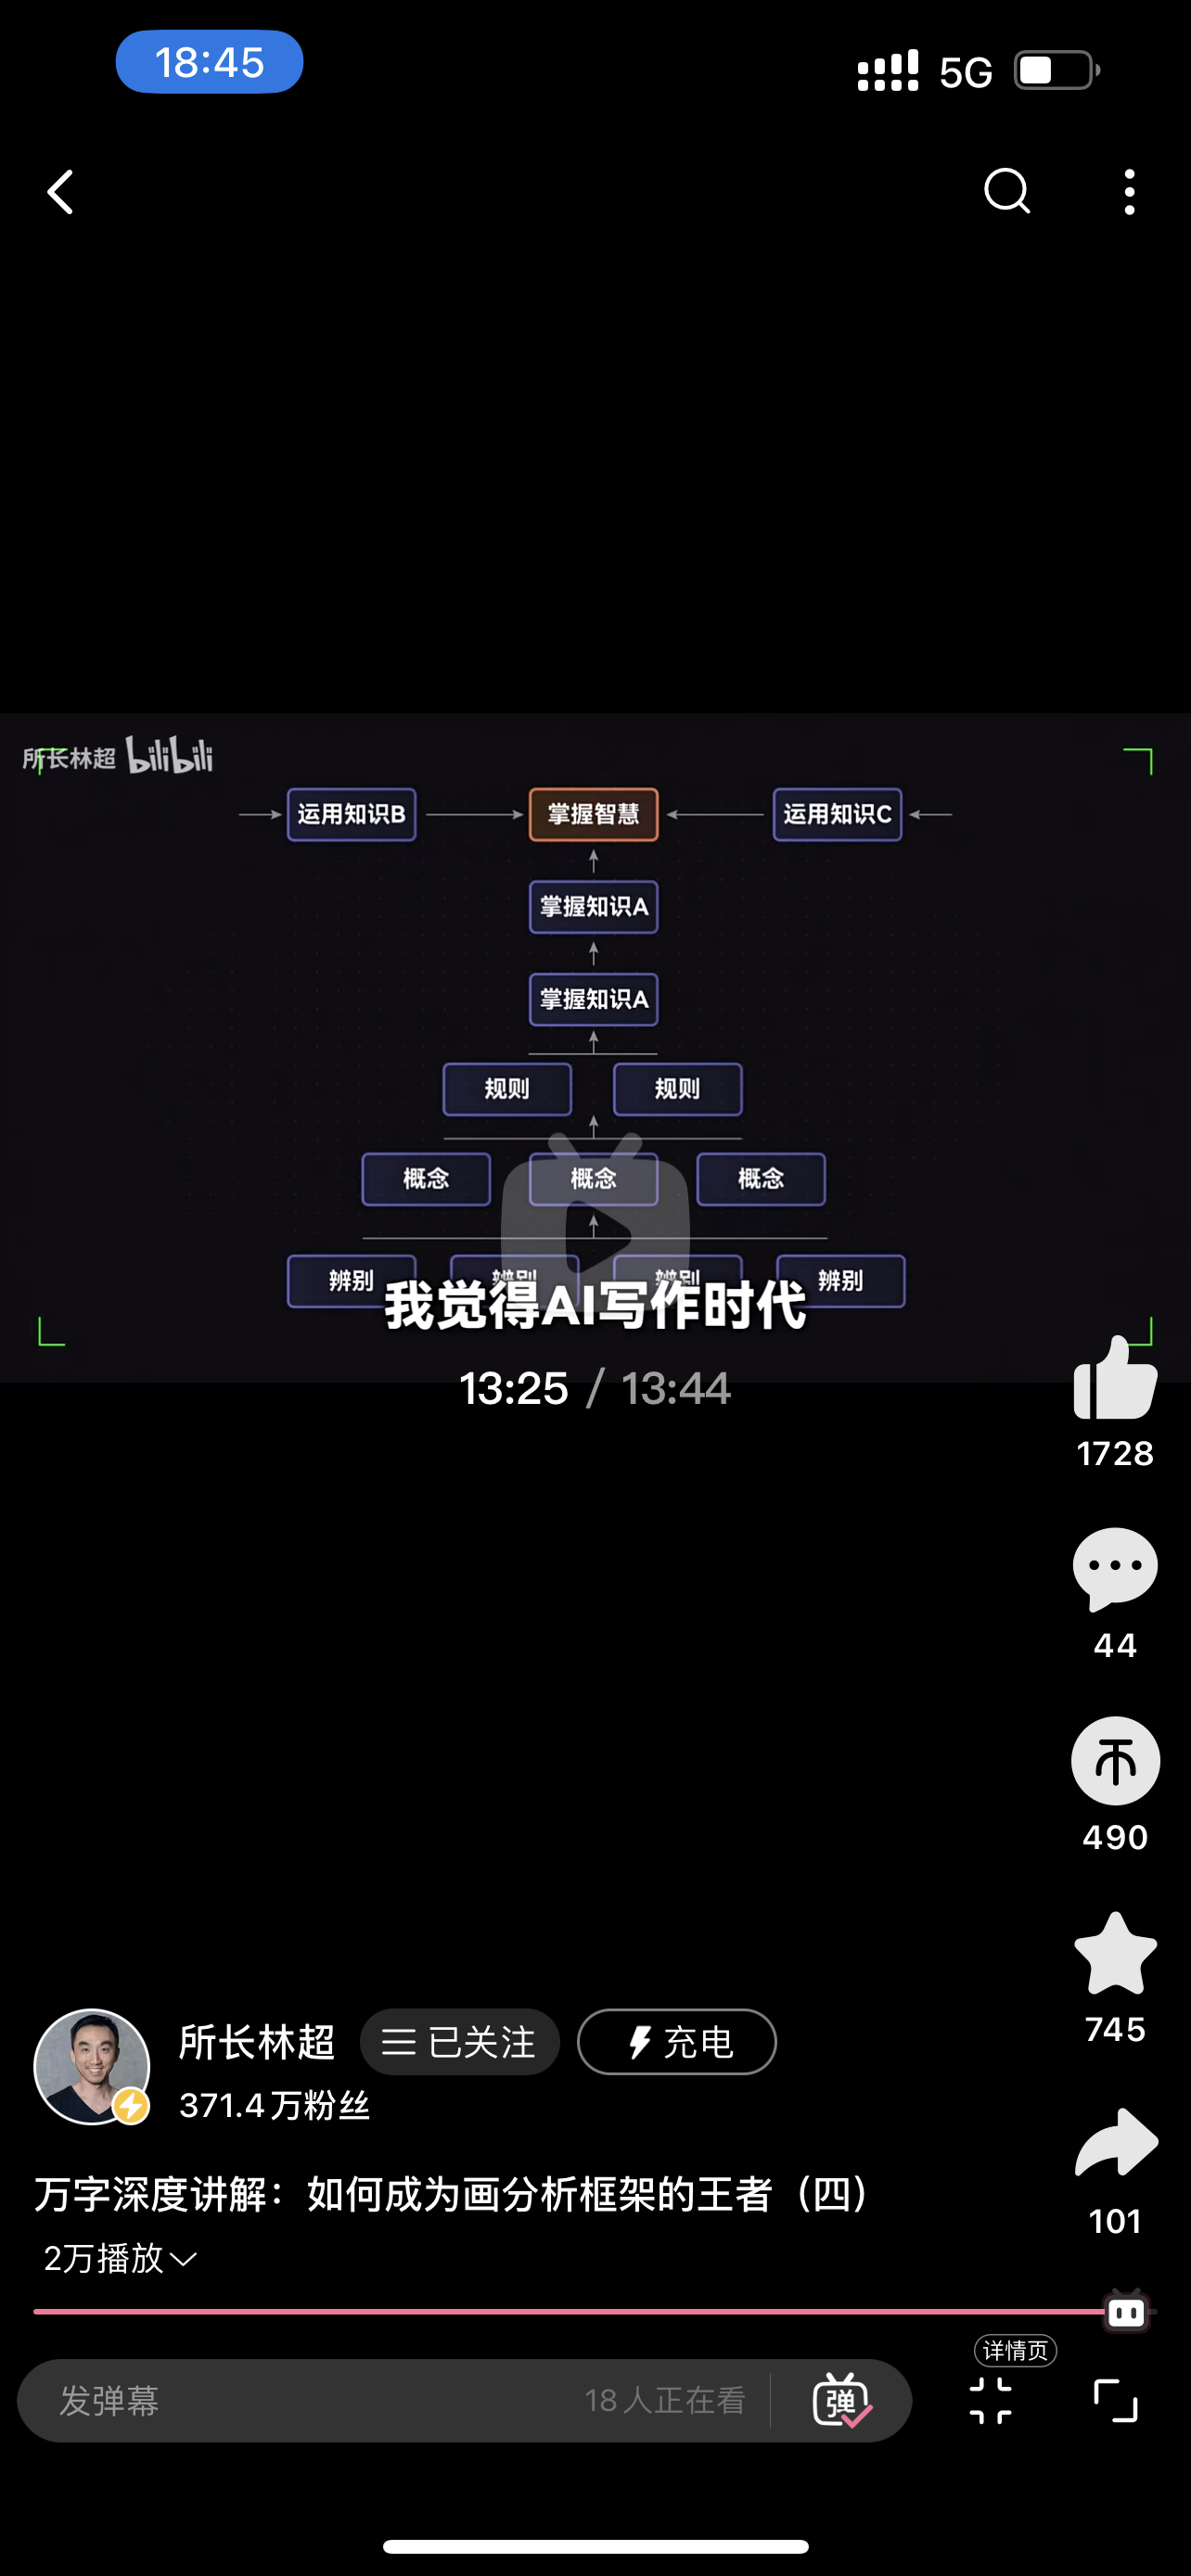 18:45
5G
所长林超 bilibili
运用知识B
掌握智慧
运用知识C
掌握知识A
掌握知识A
规则
规则
概念
概念
概念
辨别
辨别
辨别
辨别
我觉得AI写作时代
13:25 / 13:44
1728
44
490
745
101
所长林超
已关注
充电
371.4万粉丝
万字深度讲解：如何成为画分析框架的王者（四）
2万播放
详情页
发弹幕
18人正在看
弹